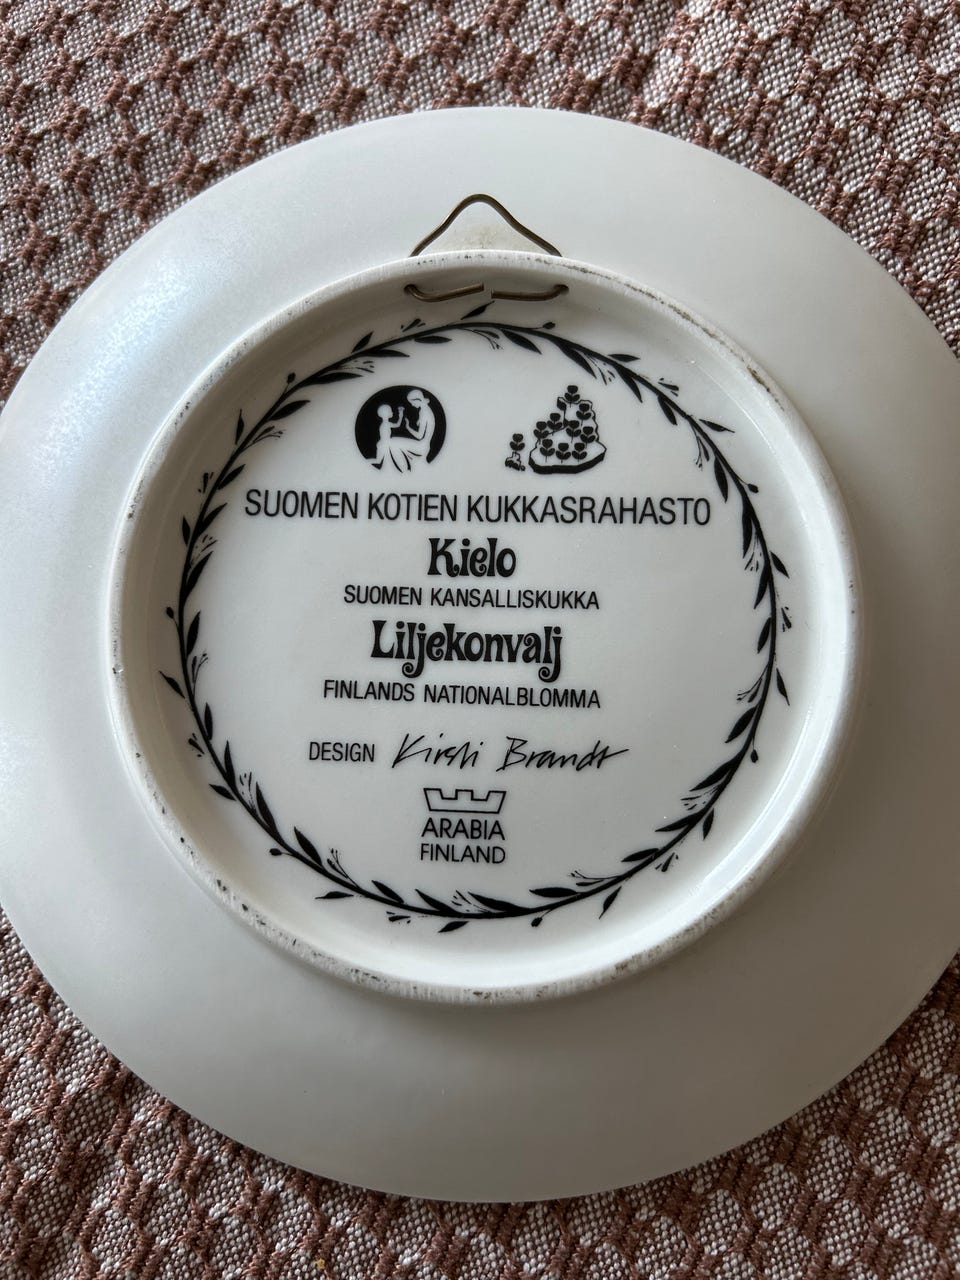 SUOMEN KOTIEN KUKKASRAHASTO
Kielo
SUOMEN KANSALLISKUKKA
Liljekonvalj
FINLANDS NATIONALBLOMMA
DESIGN Kirsti Brandt
ARABIA
FINLAND